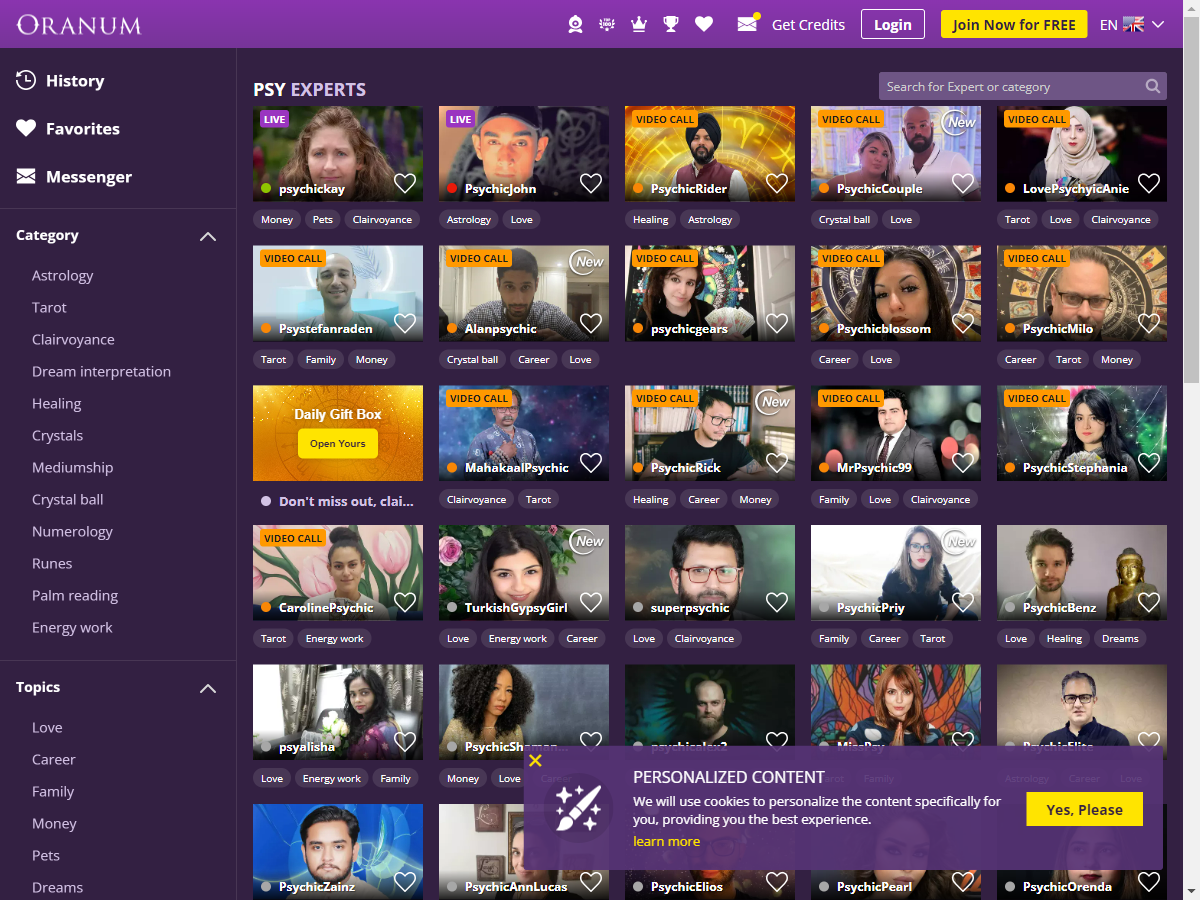 ORANUM
Get Credits
Login
Join Now for FREE
EN
History
Favorites
Messenger
Category
Astrology
Tarot
Clairvoyance
Dream interpretation
Healing
Crystals
Mediumship
Crystal ball
Numerology
Runes
Palm reading
Energy work
Topics
Love
Career
Family
Money
Pets
Dreams
PSY EXPERTS
Search for Expert or category
LIVE
LIVE
VIDEO CALL
VIDEO CALL
New
VIDEO CALL
psychickay
PsychicJohn
PsychicRider
PsychicCouple
LovePsychyicAnie
Money Pets Clairvoyance
Astrology Love
Healing Astrology
Crystal ball Love
Tarot Love Clairvoyance
VIDEO CALL
VIDEO CALL
New
VIDEO CALL
VIDEO CALL
VIDEO CALL
Psystefanraden
Alanpsychic
psychicgears
Psychicblossom
PsychicMilo
Tarot Family Money
Crystal ball Career Love
Career Love
Career Tarot Money
Daily Gift Box
Open Yours
VIDEO CALL
VIDEO CALL
New
VIDEO CALL
VIDEO CALL
MahakaalPsychic
PsychicRick
MrPsychic99
PsychicStephania
Don't miss out, clai...
Clairvoyance Tarot
Healing Career Money
Family Love Clairvoyance
VIDEO CALL
New
New
CarolinePsychic
TurkishGypsyGirl
superpsychic
PsychicPriy
PsychicBenz
Tarot Energy work
Love Energy work Career
Love Clairvoyance
Family Career Tarot
Love Healing Dreams
psyalisha
PsychicShaman...
psychicalex2
MissPsy
PsychicElite
Love Energy work Family
Money Love Career
Tarot Family
Astrology Career Love
PERSONALIZED CONTENT
We will use cookies to personalize the content specifically for
you, providing you the best experience.
learn more
Yes, Please
PsychicZainz
PsychicAnnLucas
PsychicElios
PsychicPearl
PsychicOrenda